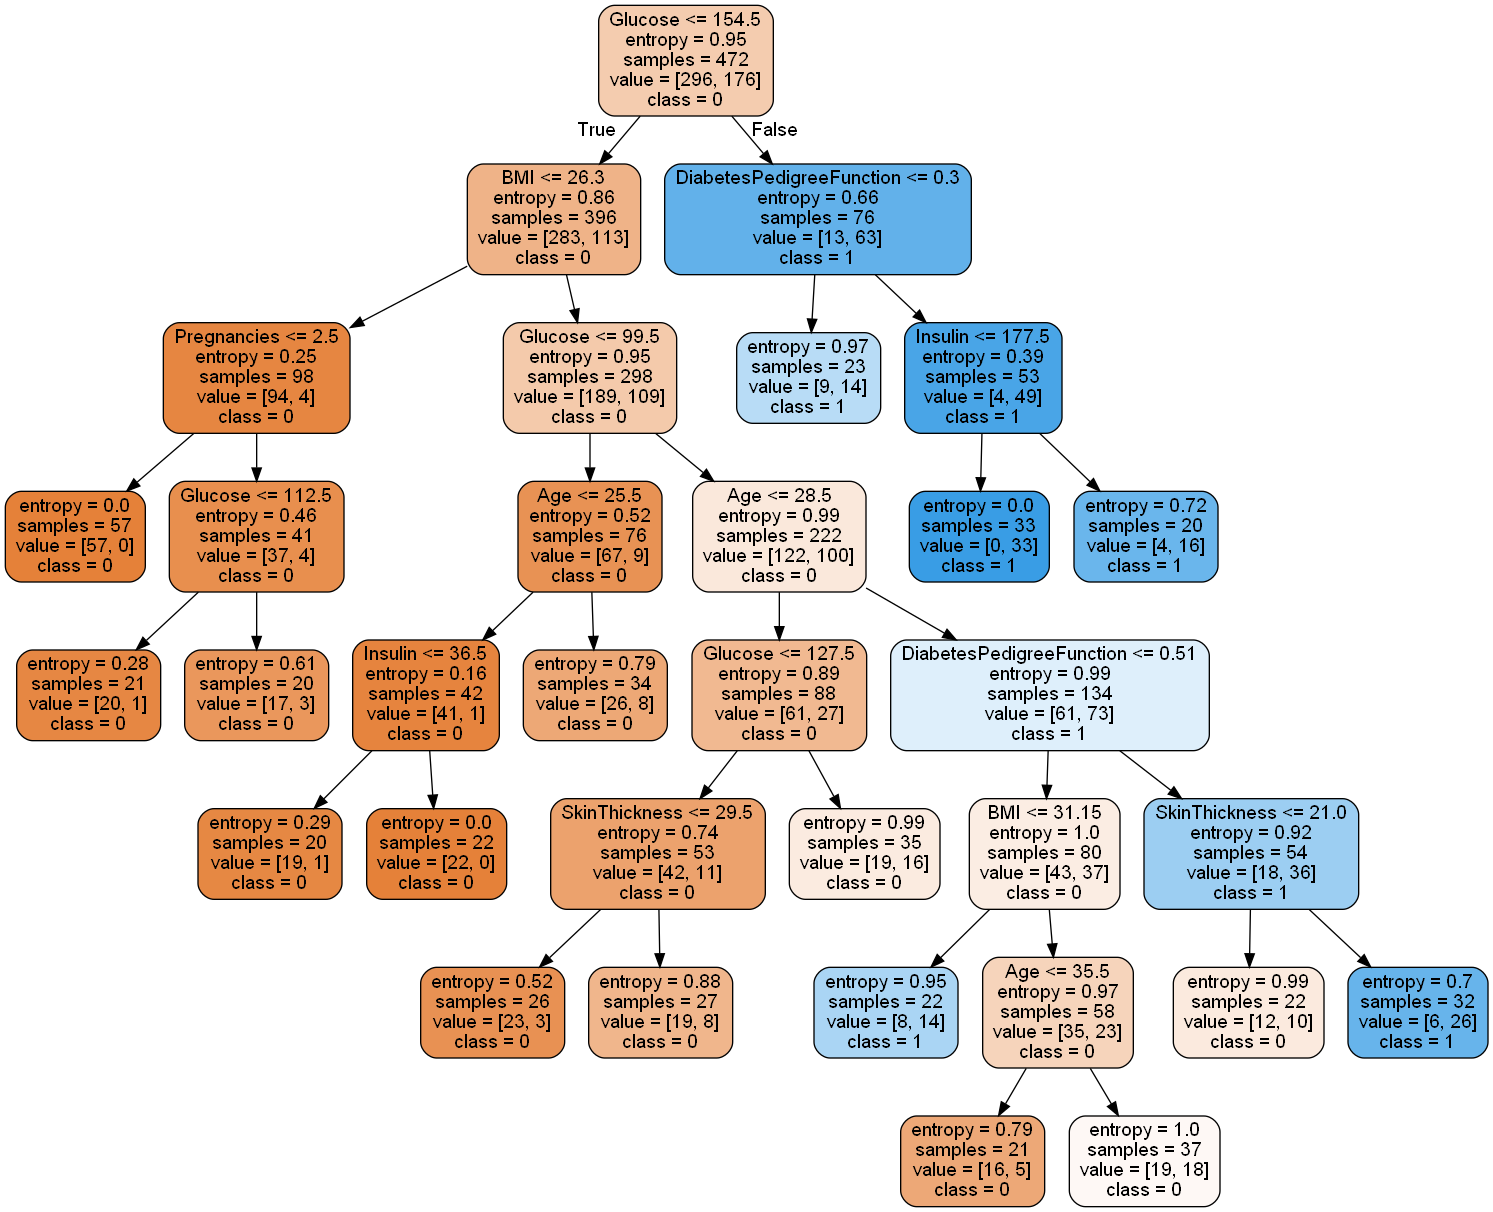 Glucose <= 154.5
entropy = 0.95
samples = 472
value = [296, 176]
class = 0
True
False
BMI <= 26.3
entropy = 0.86
samples = 396
value = [283, 113]
class = 0
DiabetesPedigreeFunction <= 0.3
entropy = 0.66
samples = 76
value = [13, 63]
class = 1
Pregnancies <= 2.5
entropy = 0.25
samples = 98
value = [94, 4]
class = 0
Glucose <= 99.5
entropy = 0.95
samples = 298
value = [189, 109]
class = 0
entropy = 0.97
samples = 23
value = [9, 14]
class = 1
Insulin <= 177.5
entropy = 0.39
samples = 53
value = [4, 49]
class = 1
entropy = 0.0
samples = 57
value = [57, 0]
class = 0
Glucose <= 112.5
entropy = 0.46
samples = 41
value = [37, 4]
class = 0
Age <= 25.5
entropy = 0.52
samples = 76
value = [67, 9]
class = 0
Age <= 28.5
entropy = 0.99
samples = 222
value = [122, 100]
class = 0
entropy = 0.0
samples = 33
value = [0, 33]
class = 1
entropy = 0.72
samples = 20
value = [4, 16]
class = 1
entropy = 0.28
samples = 21
value = [20, 1]
class = 0
entropy = 0.61
samples = 20
value = [17, 3]
class = 0
Insulin <= 36.5
entropy = 0.16
samples = 42
value = [41, 1]
class = 0
entropy = 0.79
samples = 34
value = [26, 8]
class = 0
Glucose <= 127.5
entropy = 0.89
samples = 88
value = [61, 27]
class = 0
DiabetesPedigreeFunction <= 0.51
entropy = 0.99
samples = 134
value = [61, 73]
class = 1
entropy = 0.29
samples = 20
value = [19, 1]
class = 0
entropy = 0.0
samples = 22
value = [22, 0]
class = 0
SkinThickness <= 29.5
entropy = 0.74
samples = 53
value = [42, 11]
class = 0
entropy = 0.99
samples = 35
value = [19, 16]
class = 0
BMI <= 31.15
entropy = 1.0
samples = 80
value = [43, 37]
class = 0
SkinThickness <= 21.0
entropy = 0.92
samples = 54
value = [18, 36]
class = 1
entropy = 0.52
samples = 26
value = [23, 3]
class = 0
entropy = 0.88
samples = 27
value = [19, 8]
class = 0
entropy = 0.95
samples = 22
value = [8, 14]
class = 1
Age <= 35.5
entropy = 0.97
samples = 58
value = [35, 23]
class = 0
entropy = 0.99
samples = 22
value = [12, 10]
class = 0
entropy = 0.7
samples = 32
value = [6, 26]
class = 1
entropy = 0.79
samples = 21
value = [16, 5]
class = 0
entropy = 1.0
samples = 37
value = [19, 18]
class = 0